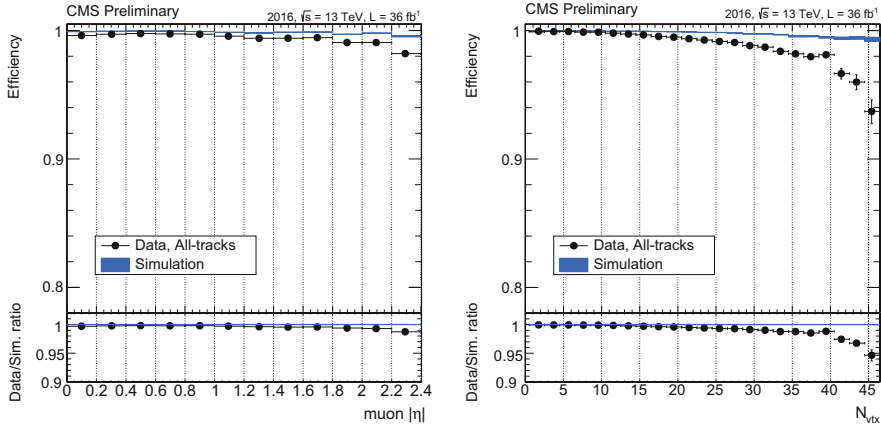 CMS Preliminary
2016, √s = 13 TeV, L = 36 fb⁻¹
Efficiency
1
0.9
0.8
Data, All-tracks
Simulation
Data/Sim. ratio
1
0.95
0.9
0 0.2 0.4 0.6 0.8 1 1.2 1.4 1.6 1.8 2 2.2 2.4
muon |η|
CMS Preliminary
2016, √s = 13 TeV, L = 36 fb⁻¹
Efficiency
1
0.9
0.8
Data, All-tracks
Simulation
Data/Sim. ratio
1
0.95
0.9
0 5 10 15 20 25 30 35 40 45
N_vtx